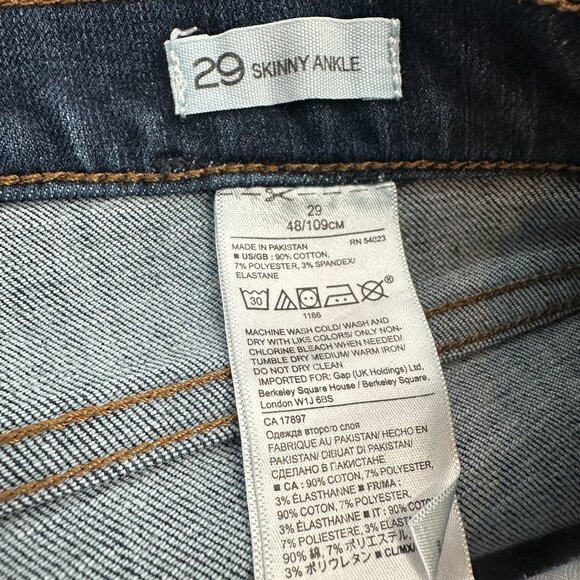 29 SKINNY ANKLE
29
48/109CM
MADE IN PAKISTAN RN 54023
■ US/GB : 90% COTTON,
7% POLYESTER, 3% SPANDEX/
ELASTANE
30
1166
MACHINE WASH COLD/ WASH AND
DRY WITH LIKE COLORS/ ONLY NON-
CHLORINE BLEACH WHEN NEEDED/
TUMBLE DRY MEDIUM/ WARM IRON/
DO NOT DRY CLEAN
IMPORTED FOR: Gap (UK Holdings) Ltd.
Berkeley Square House / Berkeley Square,
London W1J 6BS
CA 17897
Одежда второго слоя
FABRIQUÉ AU PAKISTAN/ HECHO EN
PAKISTAN/ DIBUAT DI PAKISTAN/
СДЕЛАНО В ПАКИСТАНЕ
■ CA : 90% COTON, 7% POLYESTER,
3% ÉLASTHANNE ■ FR/MA :
90% COTON, 7% POLYESTER,
3% ÉLASTHANNE ■ IT : 90% COTONE,
7% POLIESTERE, 3%
90% 綿, 7% ポリエステル,
3% ポリウレタン ■ CL/MX/